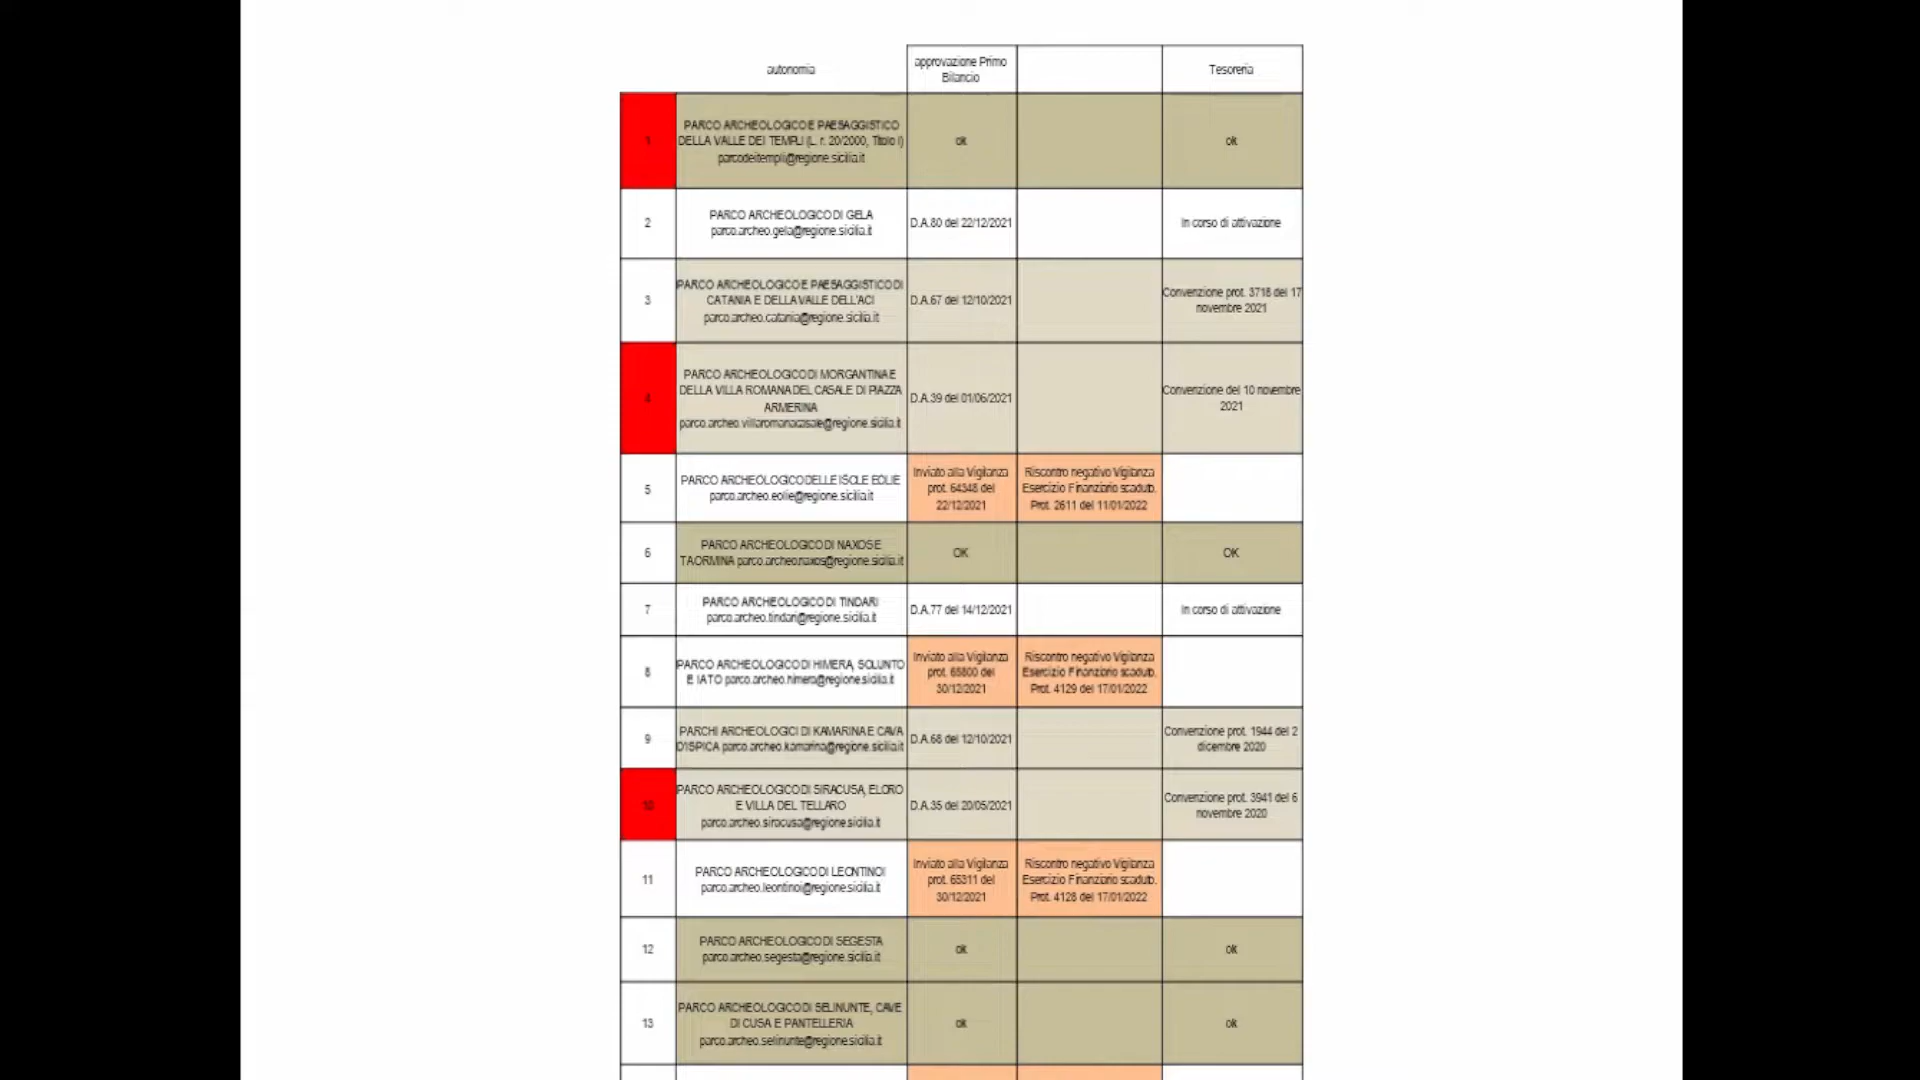 autonomia
approvazione Primo
Bilancio
Tesoreria
1
PARCO ARCHEOLOGICO E PAESAGGISTICO
DELLA VALLE DEI TEMPLI (L. r. 20/2000, Titolo I)
parcodeitempli@regione.sicilia.it
ok
ok
2
PARCO ARCHEOLOGICO DI GELA
parco.archeo.gela@regione.sicilia.it
D.A.80 del 22/12/2021
In corso di attivazione
3
PARCO ARCHEOLOGICO E PAESAGGISTICO DI
CATANIA E DELLA VALLE DELL'ACI
parco.archeo.catania@regione.sicilia.it
D.A.67 del 12/10/2021
Convenzione prot. 3718 del 17
novembre 2021
4
PARCO ARCHEOLOGICO DI MORGANTINA E
DELLA VILLA ROMANA DEL CASALE DI PIAZZA
ARMERINA
parco.archeo.villaromanacasale@regione.sicilia.it
D.A.39 del 01/06/2021
Convenzione del 10 novembre
2021
5
PARCO ARCHEOLOGICO DELLE ISOLE EOLIE
parco.archeo.eolie@regione.sicilia.it
Inviato alla Vigilanza
prot. 64348 del
22/12/2021
Riscontro negativo Vigilanza
Esercizio Finanziario scaduto.
Prot. 2611 del 11/01/2022
6
PARCO ARCHEOLOGICO DI NAXOS E
TAORMINA parco.archeo.naxos@regione.sicilia.it
OK
OK
7
PARCO ARCHEOLOGICO DI TINDARI
parco.archeo.tindari@regione.sicilia.it
D.A.77 del 14/12/2021
In corso di attivazione
8
PARCO ARCHEOLOGICO DI HIMERA, SOLUNTO
E IATO parco.archeo.himera@regione.sicilia.it
Inviato alla Vigilanza
prot. 65800 del
30/12/2021
Riscontro negativo Vigilanza
Esercizio Finanziario scaduto.
Prot. 4129 del 17/01/2022
9
PARCHI ARCHEOLOGICI DI KAMARINA E CAVA
D'ISPICA parco.archeo.kamarina@regione.sicilia.it
D.A.68 del 12/10/2021
Convenzione prot. 1944 del 2
dicembre 2020
10
PARCO ARCHEOLOGICO DI SIRACUSA, ELORO
E VILLA DEL TELLARO
parco.archeo.siracusa@regione.sicilia.it
D.A.35 del 20/05/2021
Convenzione prot. 3941 del 6
novembre 2020
11
PARCO ARCHEOLOGICO DI LEONTINOI
parco.archeo.leontinoi@regione.sicilia.it
Inviato alla Vigilanza
prot. 65311 del
30/12/2021
Riscontro negativo Vigilanza
Esercizio Finanziario scaduto.
Prot. 4128 del 17/01/2022
12
PARCO ARCHEOLOGICO DI SEGESTA
parco.archeo.segesta@regione.sicilia.it
ok
ok
13
PARCO ARCHEOLOGICO DI SELINUNTE, CAVE
DI CUSA E PANTELLERIA
parco.archeo.selinunte@regione.sicilia.it
ok
ok